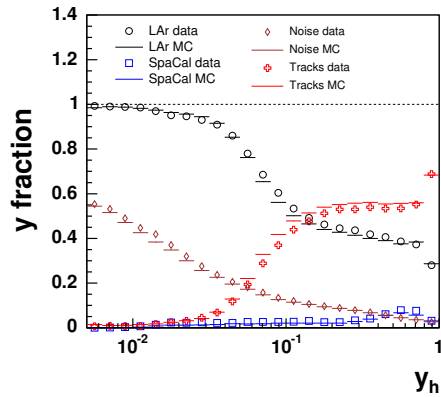 1.4
1.2
1
0.8
0.6
0.4
0.2
0
y fraction
LAr data
LAr MC
SpaCal data
SpaCal MC
Noise data
Noise MC
Tracks data
Tracks MC
10-2
10-1
1
yh